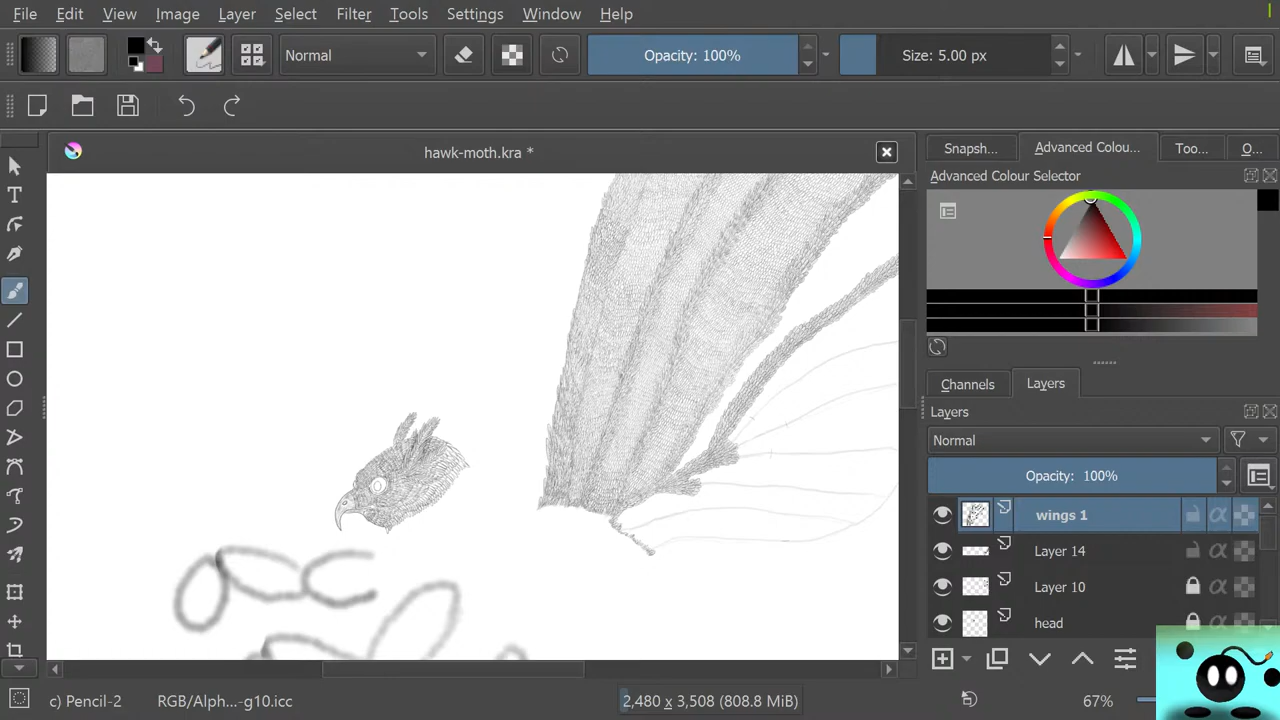 File Edit View Image Layer Select Filter Tools Settings Window Help
Normal Opacity: 100% Size: 5.00 px
hawk-moth.kra *
Snapsh... Advanced Colou... Too... O...
Advanced Colour Selector
Channels Layers
Layers
Normal
Opacity: 100%
wings 1
Layer 14
Layer 10
head
c) Pencil-2 RGB/Alph...-g10.icc 2,480 x 3,508 (808.8 MiB) 67%